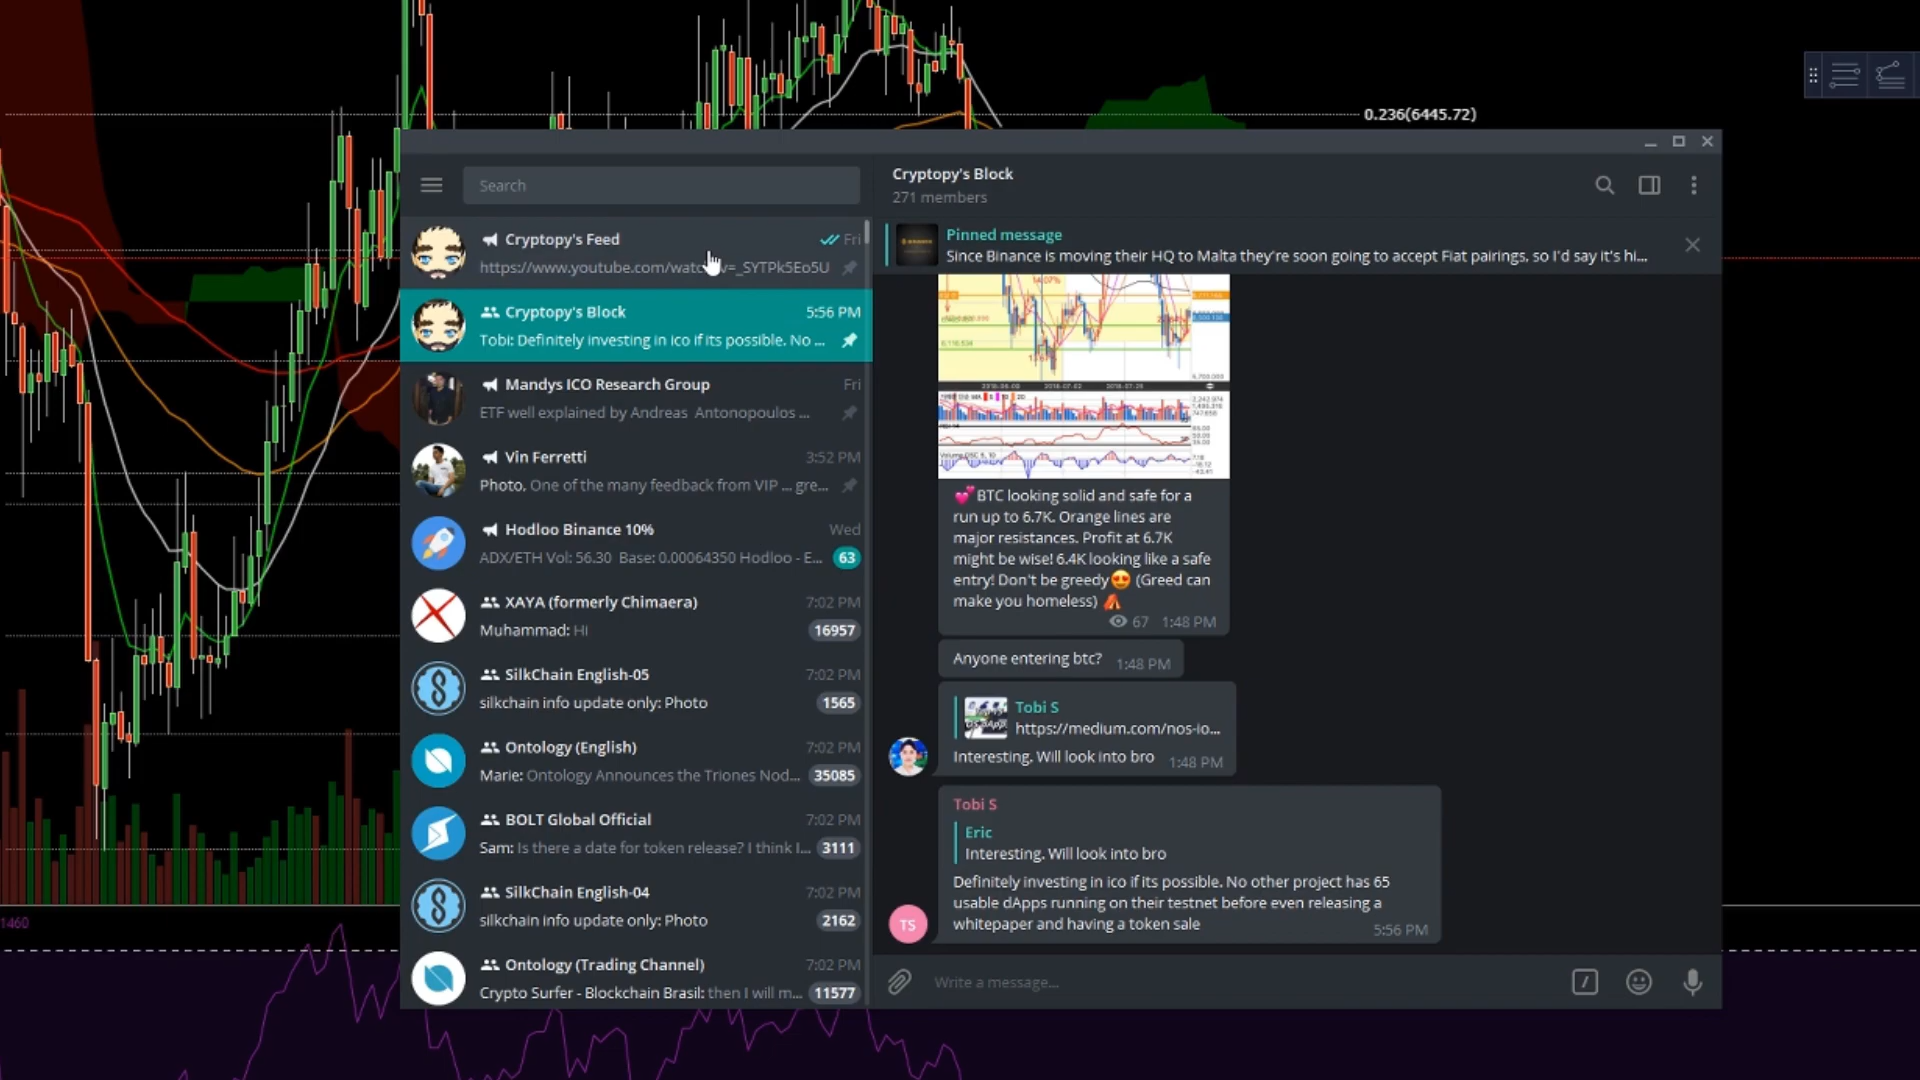 0.236(6445.72)
Search
Cryptopy's Feed
Fri
https://www.youtube.com/watc v=_SYTPk5Eo5U
Cryptopy's Block
5:56 PM
Tobi: Definitely investing in ico if its possible. No ...
Mandys ICO Research Group
Fri
ETF well explained by Andreas Antonopoulos ...
Vin Ferretti
3:52 PM
Photo, One of the many feedback from VIP ... gre...
Hodloo Binance 10%
Wed
ADX/ETH Vol: 56.30 Base: 0.00064350 Hodloo - E...
63
XAYA (formerly Chimaera)
7:02 PM
Muhammad: Hi
16957
SilkChain English-05
7:02 PM
silkchain info update only: Photo
1565
Ontology (English)
7:02 PM
Marie: Ontology Announces the Triones Nod...
35085
BOLT Global Official
7:02 PM
Sam: Is there a date for token release? I think I...
3111
SilkChain English-04
7:02 PM
silkchain info update only: Photo
2162
Ontology (Trading Channel)
7:02 PM
Crypto Surfer - Blockchain Brasil: then I will m...
11577
Cryptopy's Block
271 members
Pinned message
Since Binance is moving their HQ to Malta they're soon going to accept Fiat pairings, so I'd say it's hi...
BTC looking solid and safe for a
run up to 6.7K. Orange lines are
major resistances. Profit at 6.7K
might be wise! 6.4K looking like a safe
entry! Don't be greedy (Greed can
make you homeless)
67 1:48 PM
Anyone entering btc? 1:48 PM
Tobi S
https://medium.com/nos-io...
Interesting. Will look into bro 1:48 PM
Tobi S
Eric
Interesting. Will look into bro
Definitely investing in ico if its possible. No other project has 65
usable dApps running on their testnet before even releasing a
whitepaper and having a token sale
5:56 PM
TS
Write a message...
1460